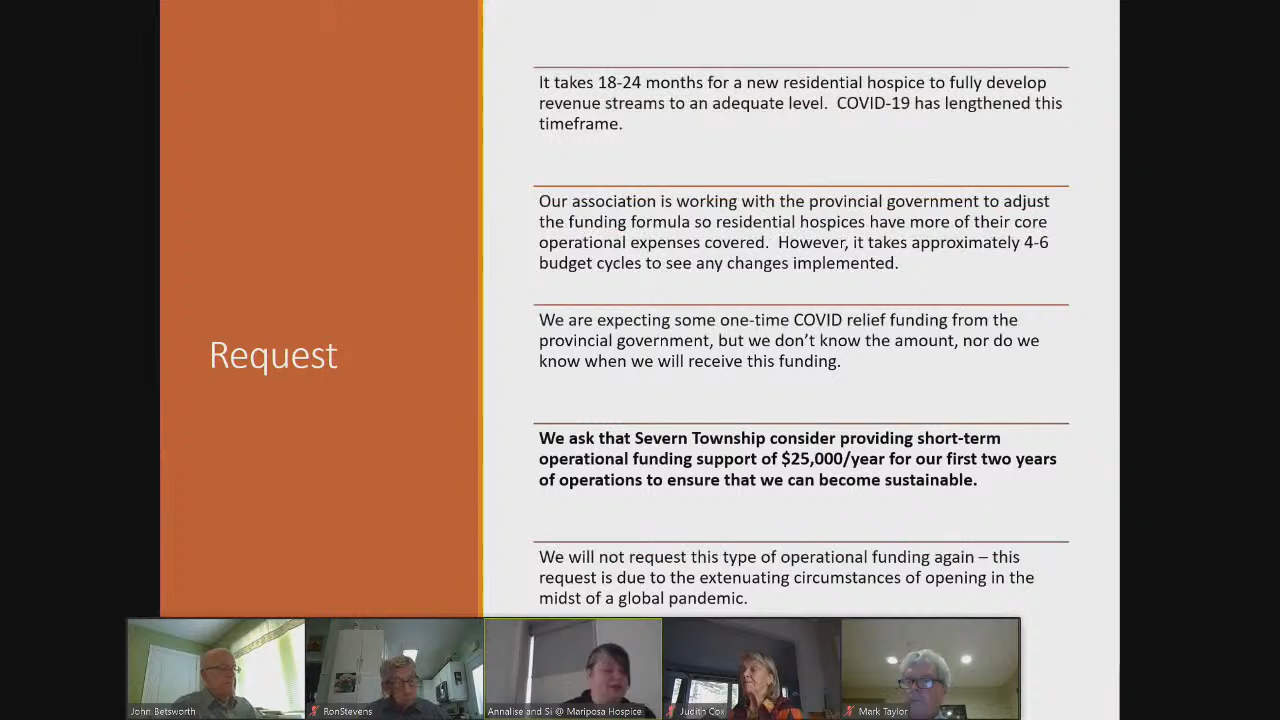 It takes 18-24 months for a new residential hospice to fully develop
revenue streams to an adequate level.  COVID-19 has lengthened this
timeframe.
Our association is working with the provincial government to adjust
the funding formula so residential hospices have more of their core
operational expenses covered.  However, it takes approximately 4-6
budget cycles to see any changes implemented.
Request
We are expecting some one-time COVID relief funding from the
provincial government, but we don’t know the amount, nor do we
know when we will receive this funding.
We ask that Severn Township consider providing short-term
operational funding support of $25,000/year for our first two years
of operations to ensure that we can become sustainable.
We will not request this type of operational funding again – this
request is due to the extenuating circumstances of opening in the
midst of a global pandemic.
John Betsworth
RonStevens
Annalise and Si @ Mariposa Hospice
Judith Cox
Mark Taylor